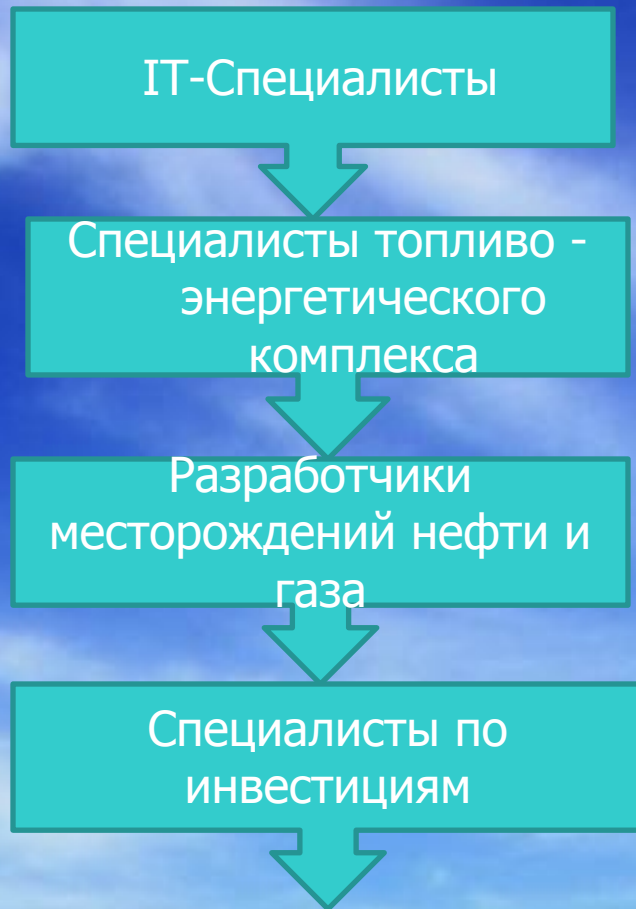 IT-Специалисты
Специалисты топливо -
энергетического
комплекса
Разработчики
месторождений нефти и
газа
Специалисты по
инвестициям